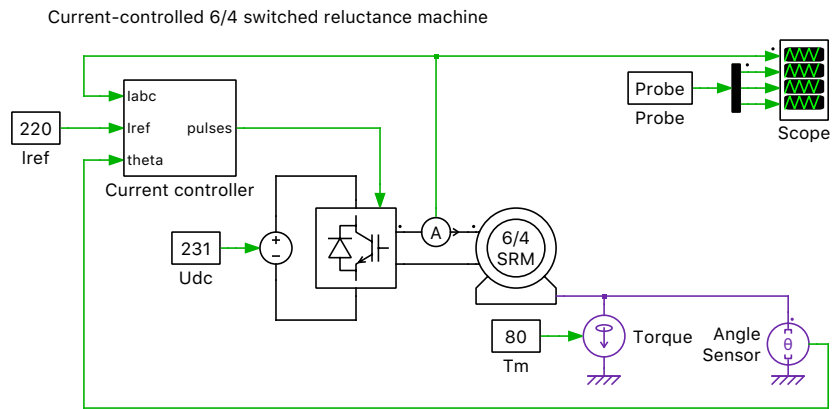 Current-controlled 6/4 switched reluctance machine
Iabc
Iref
theta
pulses
Current controller
220
Iref
Probe
Probe
Scope
231
Udc
+
−
A
6/4
SRM
80
Tm
Torque
Angle
Sensor
θ